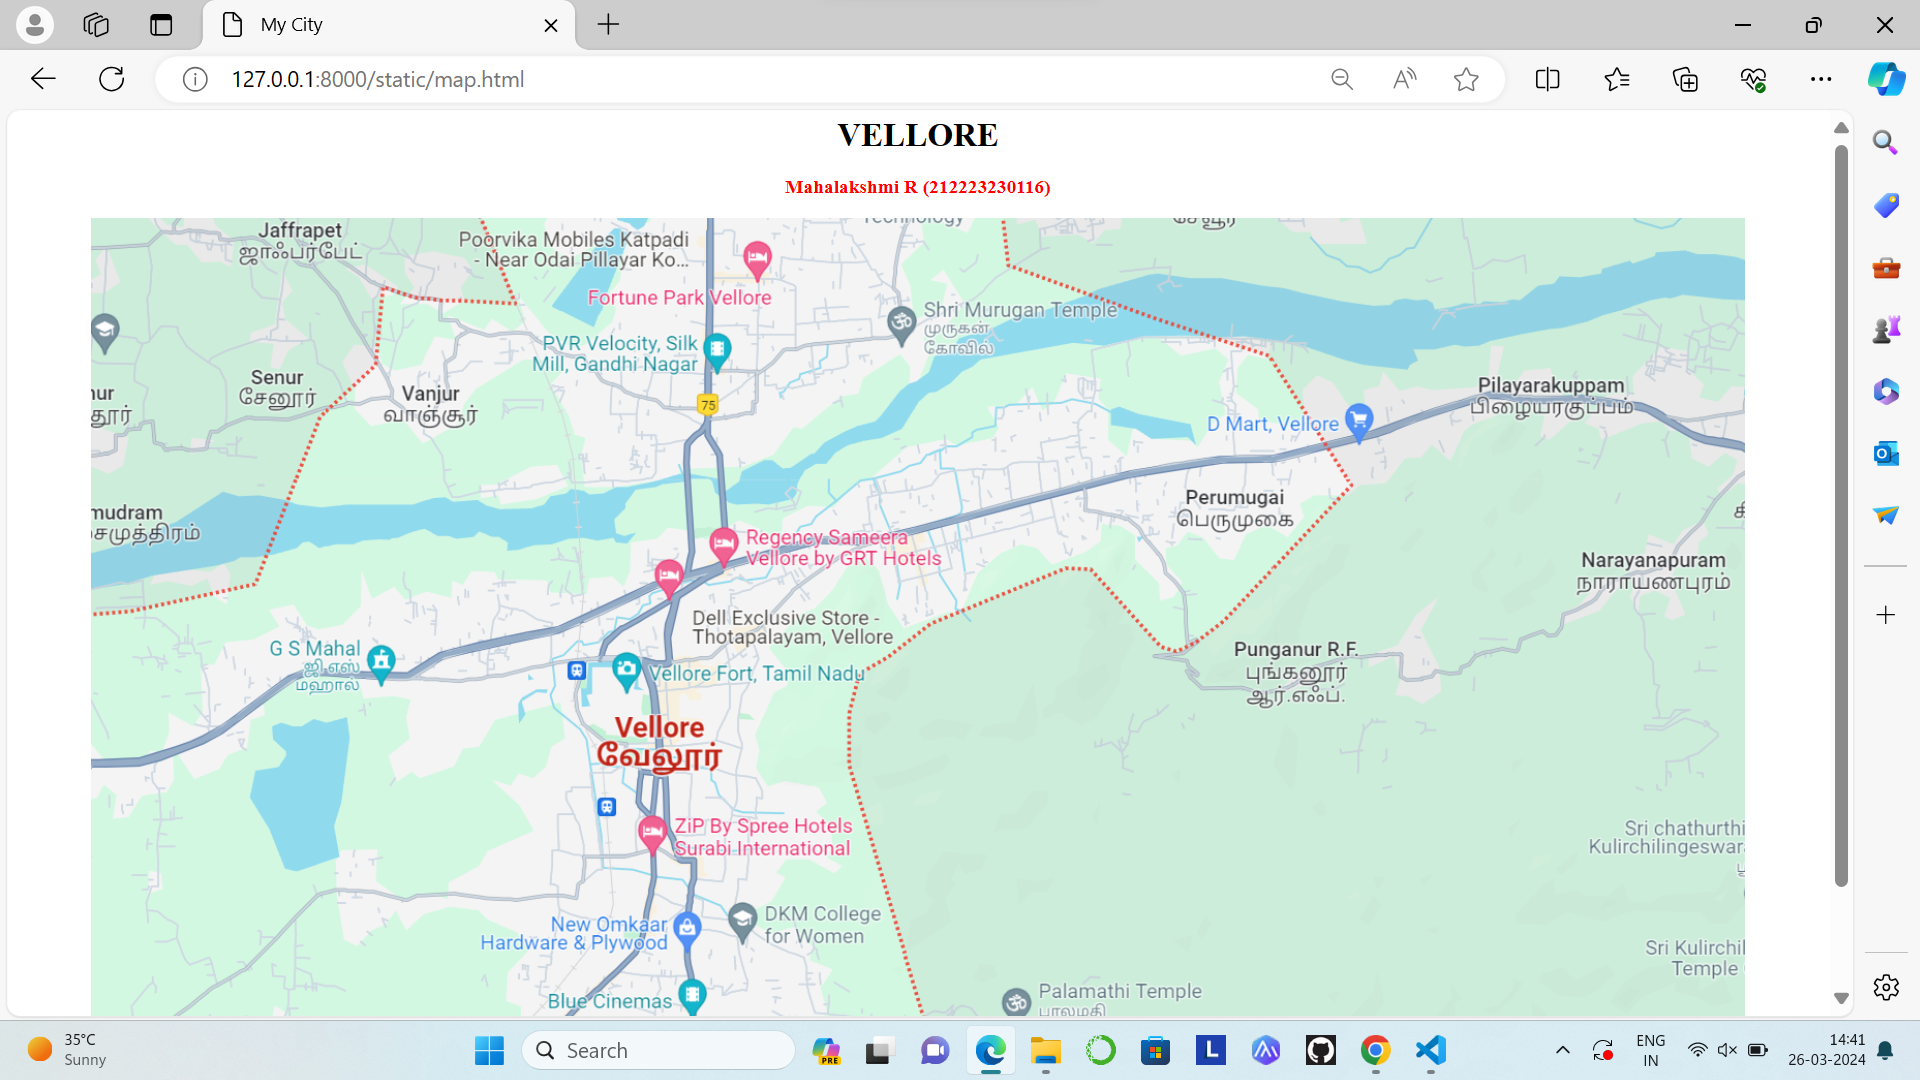 My City
127.0.0.1:8000/static/map.html
VELLORE
Mahalakshmi R (212223230116)
Jaffrapet
ஜாஃபர்பேட்
Poorvika Mobiles Katpadi
- Near Odai Pillayar Ko...
Fortune Park Vellore
Shri Murugan Temple
முருகன்
கோவில்
PVR Velocity, Silk
Mill, Gandhi Nagar
75
Senur
சேனூர்
Vanjur
வாஞ்சூர்
Pilayarakuppam
பிழையரகுப்பம்
D Mart, Vellore
Perumugai
பெருமுகை
Regency Sameera
Vellore by GRT Hotels
Narayanapuram
நாராயணபுரம்
Dell Exclusive Store -
Thotapalayam, Vellore
G S Mahal
ஜி.எஸ்
மஹால்
Vellore Fort, Tamil Nadu
Punganur R.F.
புங்கனூர்
ஆர்.எஃப்.
Vellore
வேலூர்
ZiP By Spree Hotels
Surabi International
Sri chathurthi
Kulirchilingeswar
DKM College
for Women
New Omkaar
Hardware & Plywood
Sri Kulirchil
Temple
Blue Cinemas
Palamathi Temple
பாலமதி
35°C
Sunny
Search
PRE
L
ENG
IN
14:41
26-03-2024